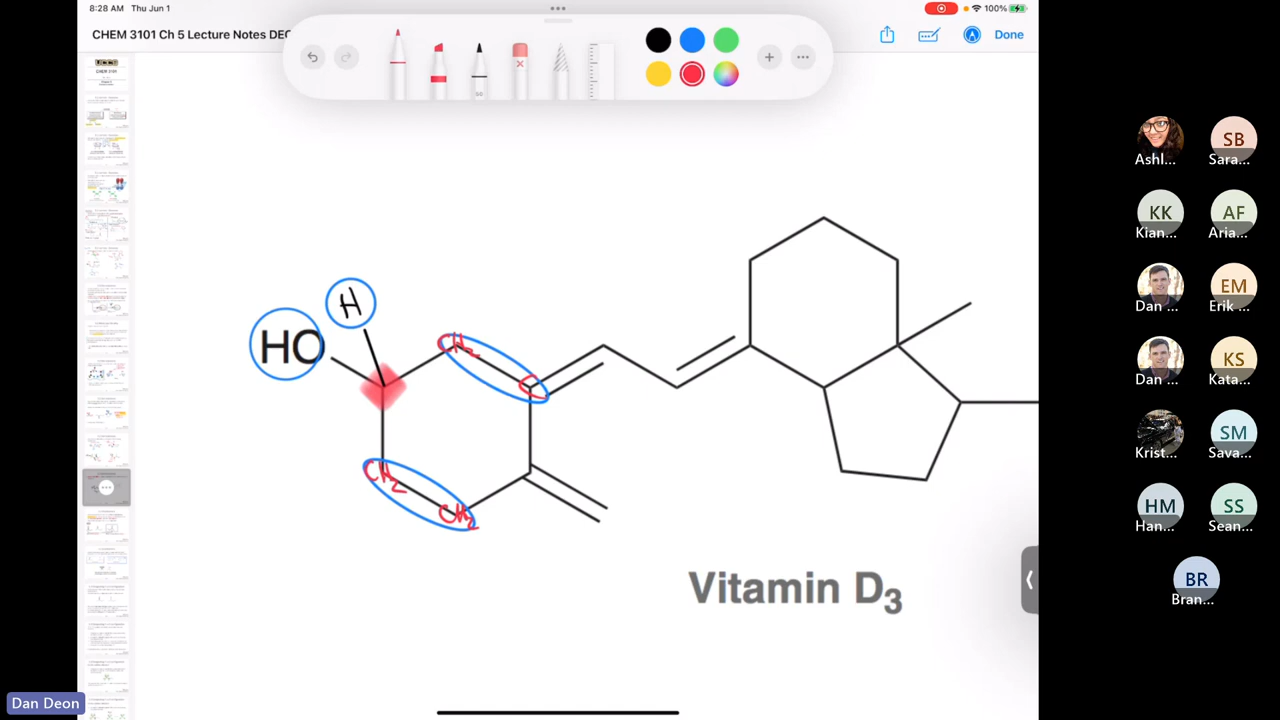 8:28 AM Thu Jun 1
100%
CHEM 3101 Ch 5 Lecture Notes DEC
Done
H
HO
CH2
C
CH2
CH2
Vitamin D3
Ashl...
SB
Sara...
KK
Kian...
AF
Aria...
Dan ...
EM
Erik ...
Dan ...
KS
Kata...
Krist...
SM
Sava...
HM
Han...
SS
Sean...
BR
Bran...
Dan Deon